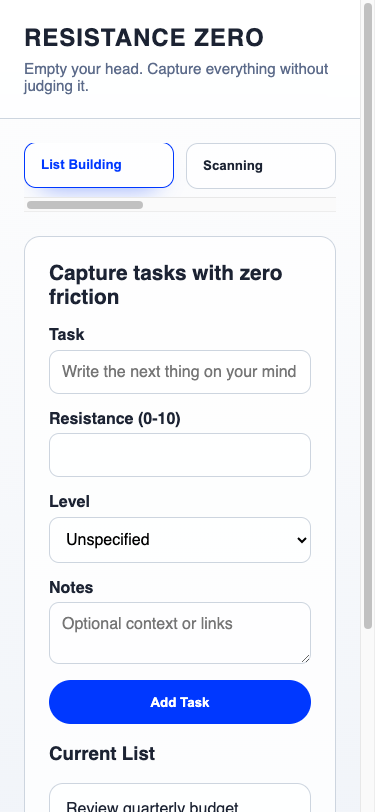 RESISTANCE ZERO
Empty your head. Capture everything without
judging it.
List Building
Scanning
Capture tasks with zero
friction
Task
Write the next thing on your mind
Resistance (0-10)
Level
Unspecified
Notes
Optional context or links
Add Task
Current List
Review quarterly budget